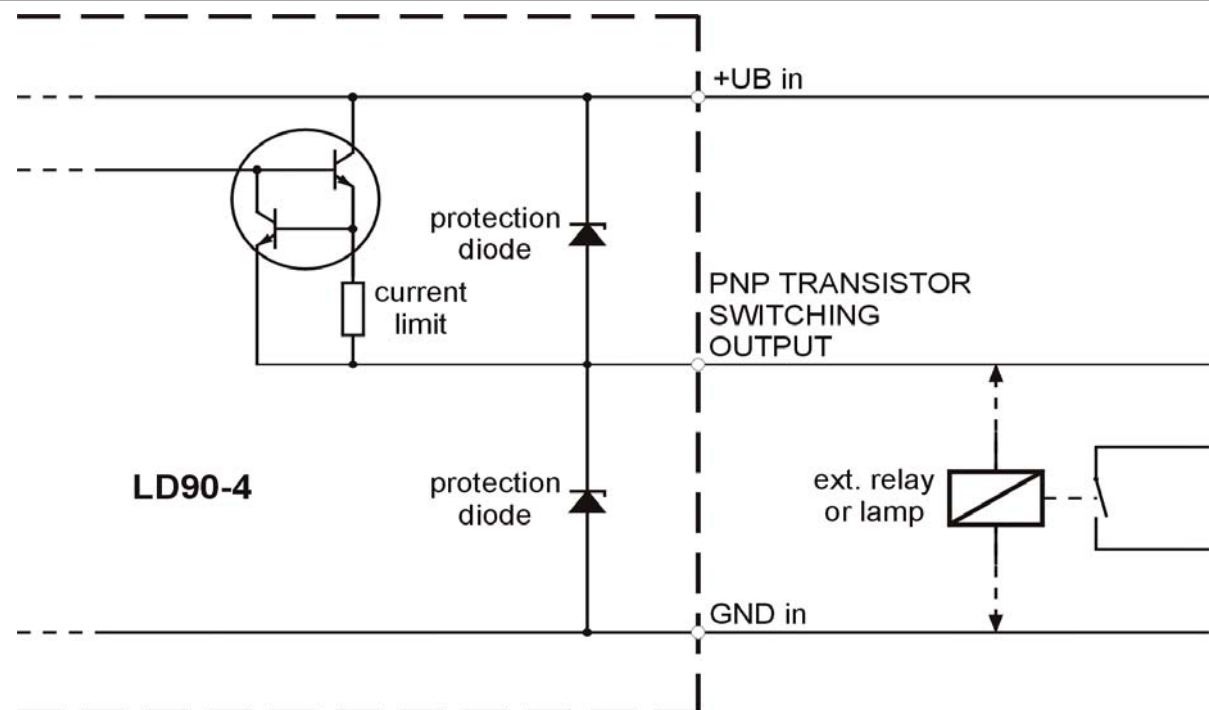 +UB in
protection
diode
current
limit
PNP TRANSISTOR
SWITCHING
OUTPUT
LD90-4
protection
diode
ext. relay
or lamp
GND in